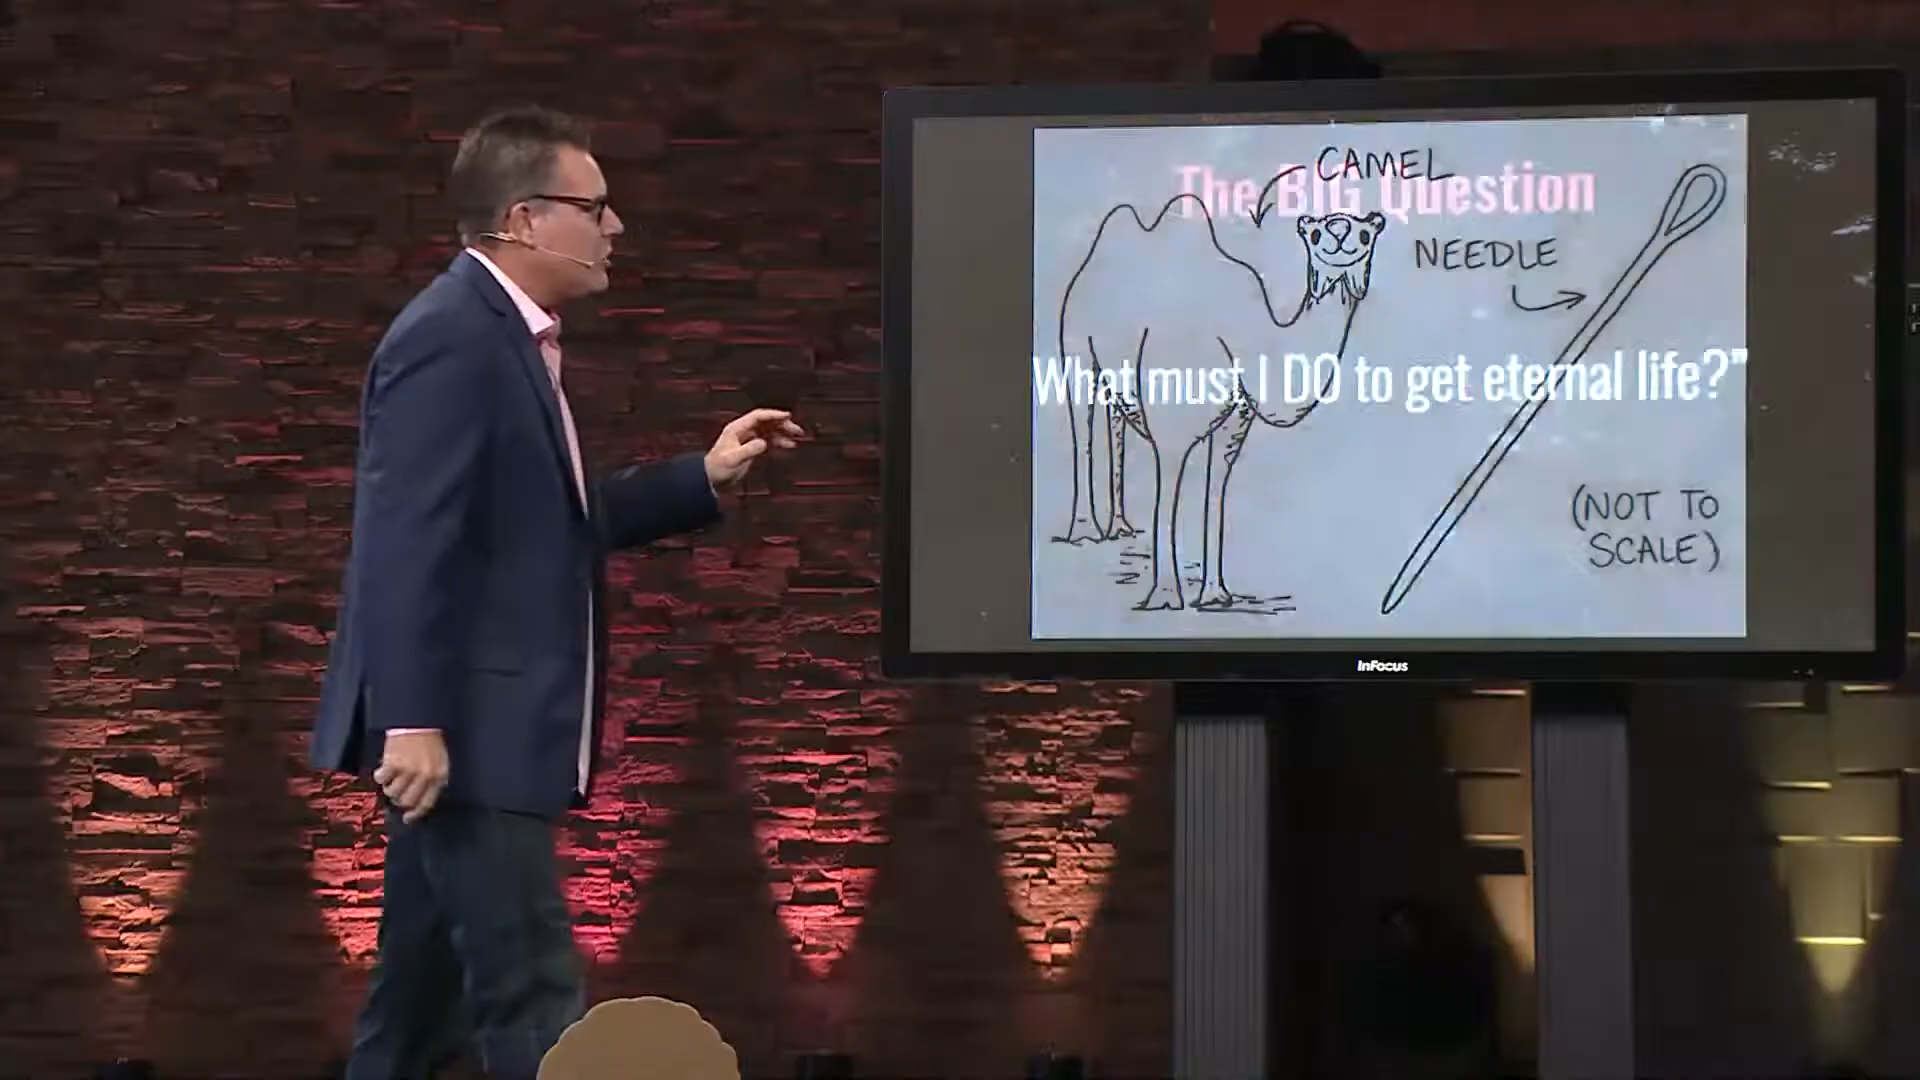 CAMEL
The BIG Question
NEEDLE
What must I DO to get eternal life?"
(NOT TO
SCALE)
InFocus